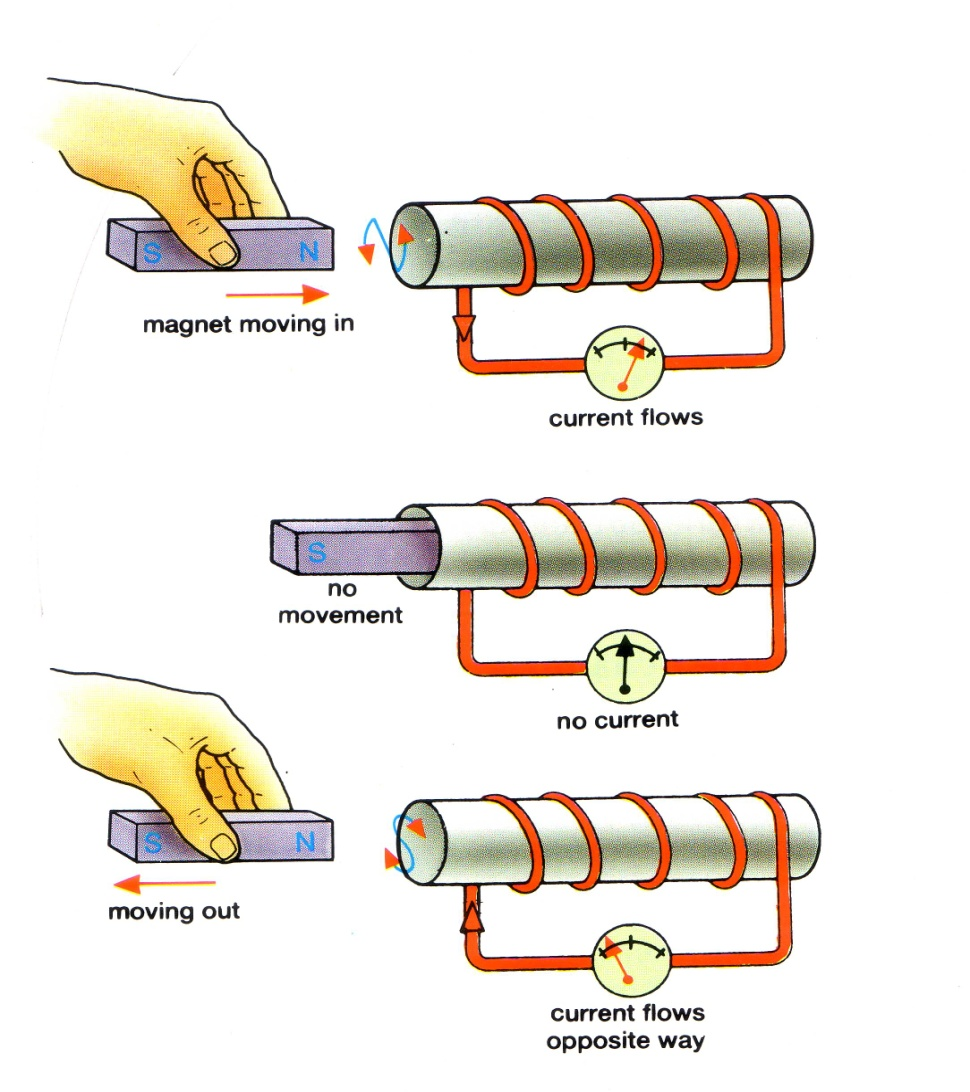 S N
magnet moving in
current flows
S
no
movement
no current
S N
moving out
current flows
opposite way